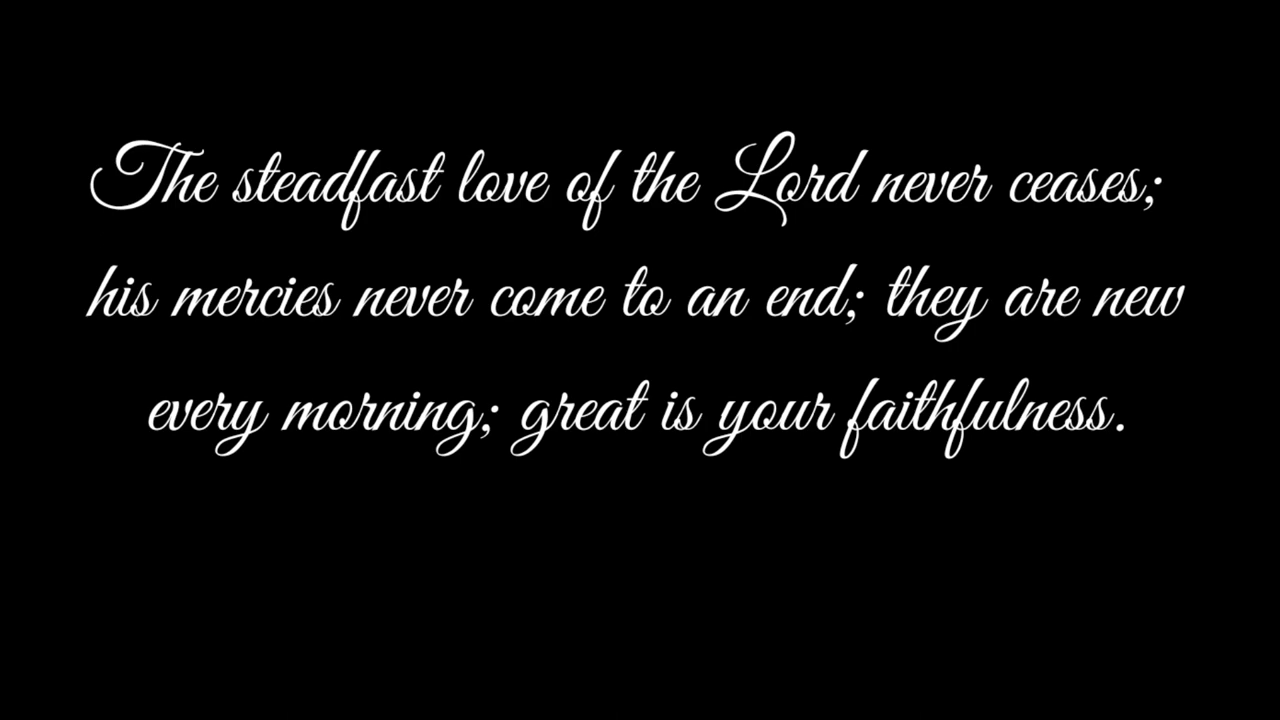 The steadfast love of the Lord never ceases;
his mercies never come to an end; they are new
every morning; great is your faithfulness.